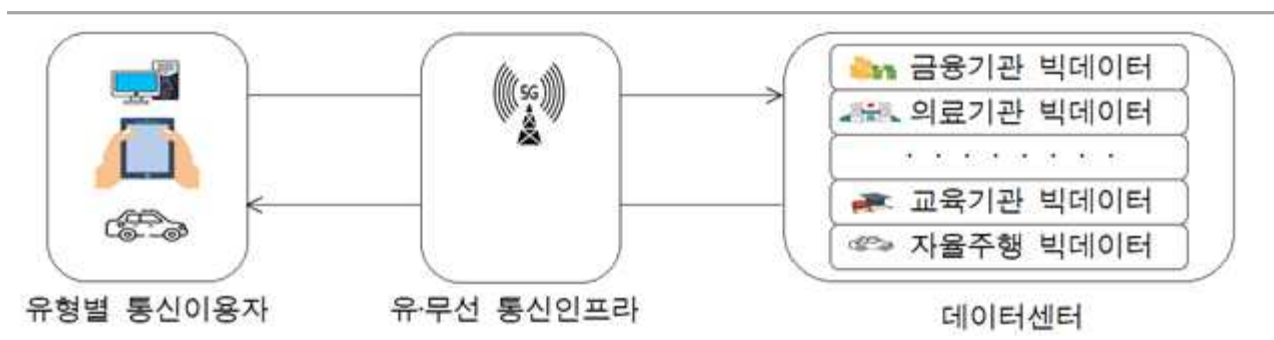 5G
금융기관 빅데이터
의료기관 빅데이터
· · · · · · · ·
교육기관 빅데이터
자율주행 빅데이터
유형별 통신이용자
유·무선 통신인프라
데이터센터